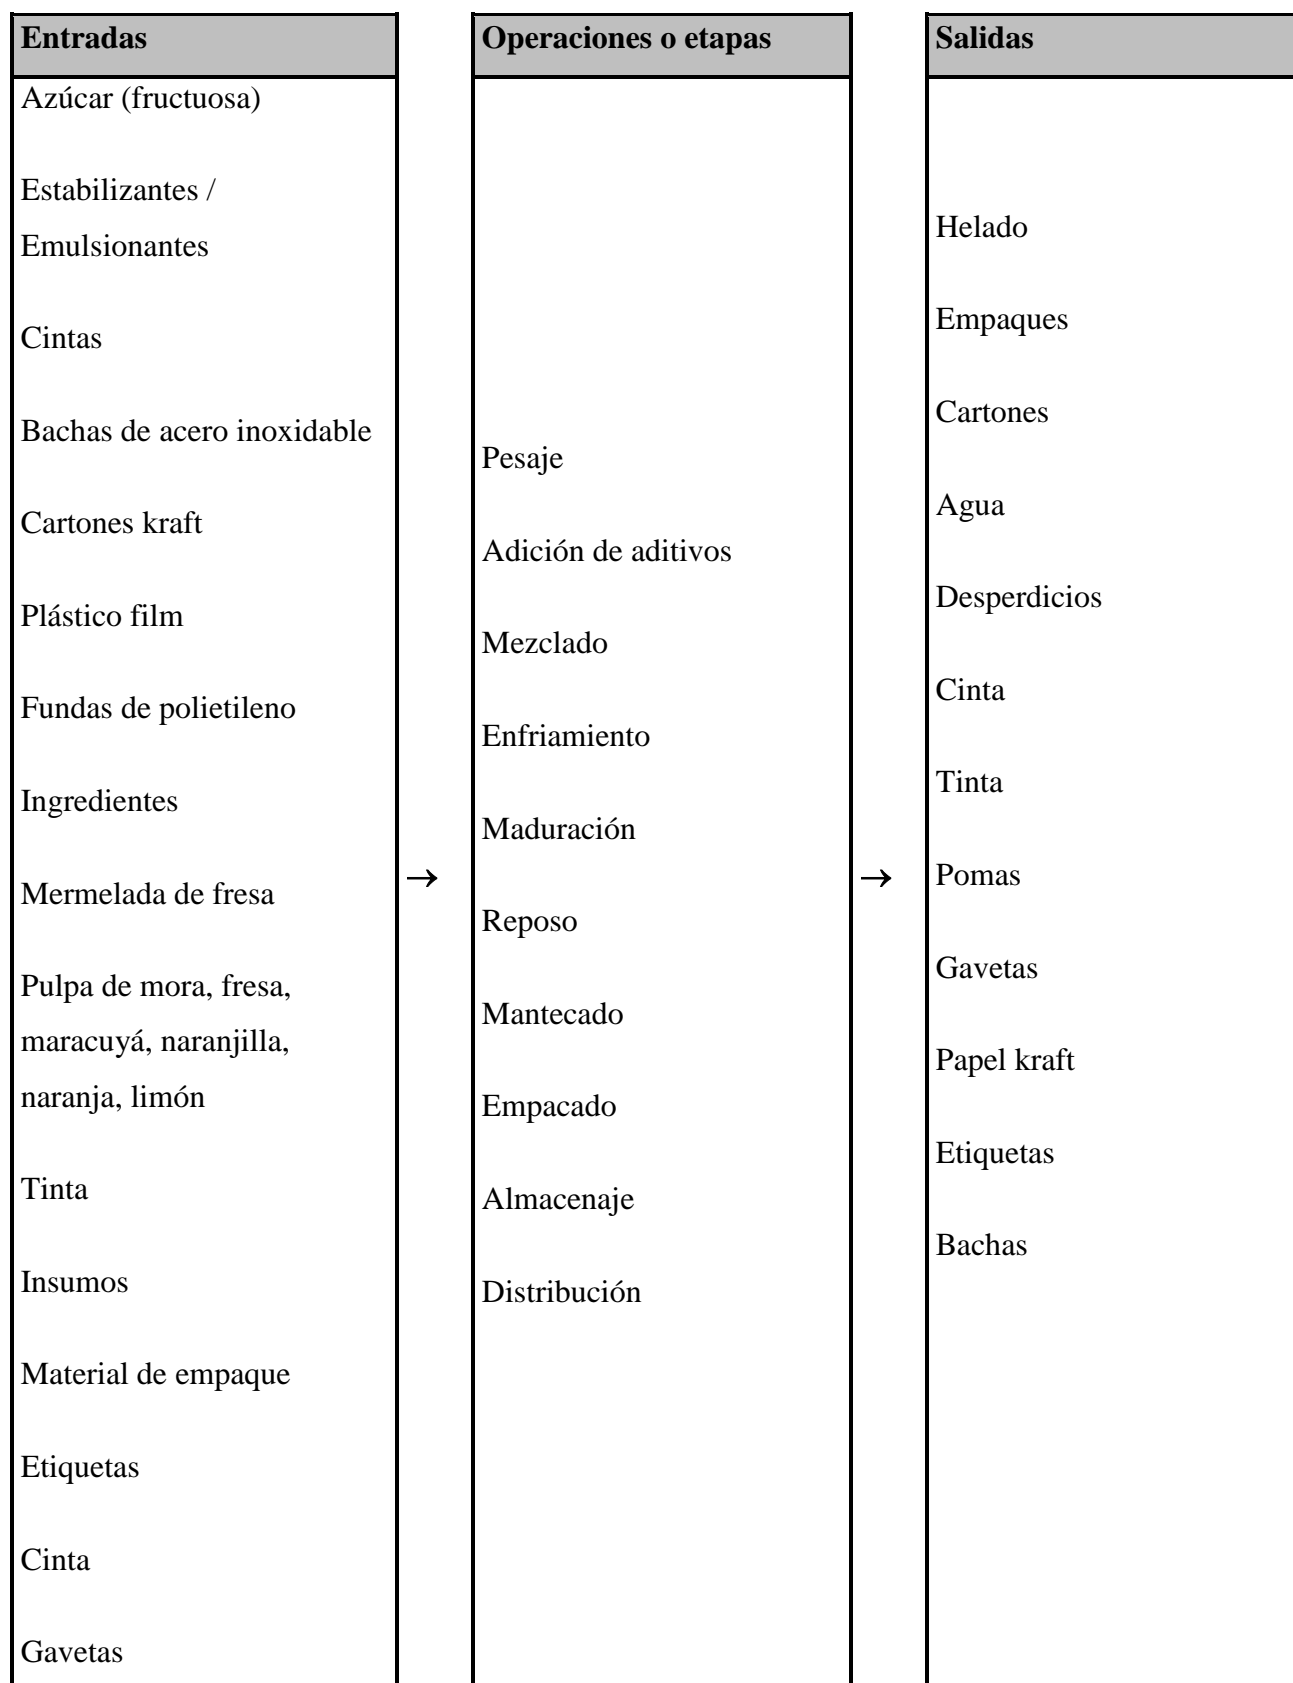 Entradas
Azúcar (fructuosa)
Estabilizantes /
Emulsionantes
Cintas
Bachas de acero inoxidable
Cartones kraft
Plástico film
Fundas de polietileno
Ingredientes
Mermelada de fresa
Pulpa de mora, fresa,
maracuyá, naranjilla,
naranja, limón
Tinta
Insumos
Material de empaque
Etiquetas
Cinta
Gavetas
→
Operaciones o etapas
Pesaje
Adición de aditivos
Mezclado
Enfriamiento
Maduración
Reposo
Mantecado
Empacado
Almacenaje
Distribución
→
Salidas
Helado
Empaques
Cartones
Agua
Desperdicios
Cinta
Tinta
Pomas
Gavetas
Papel kraft
Etiquetas
Bachas